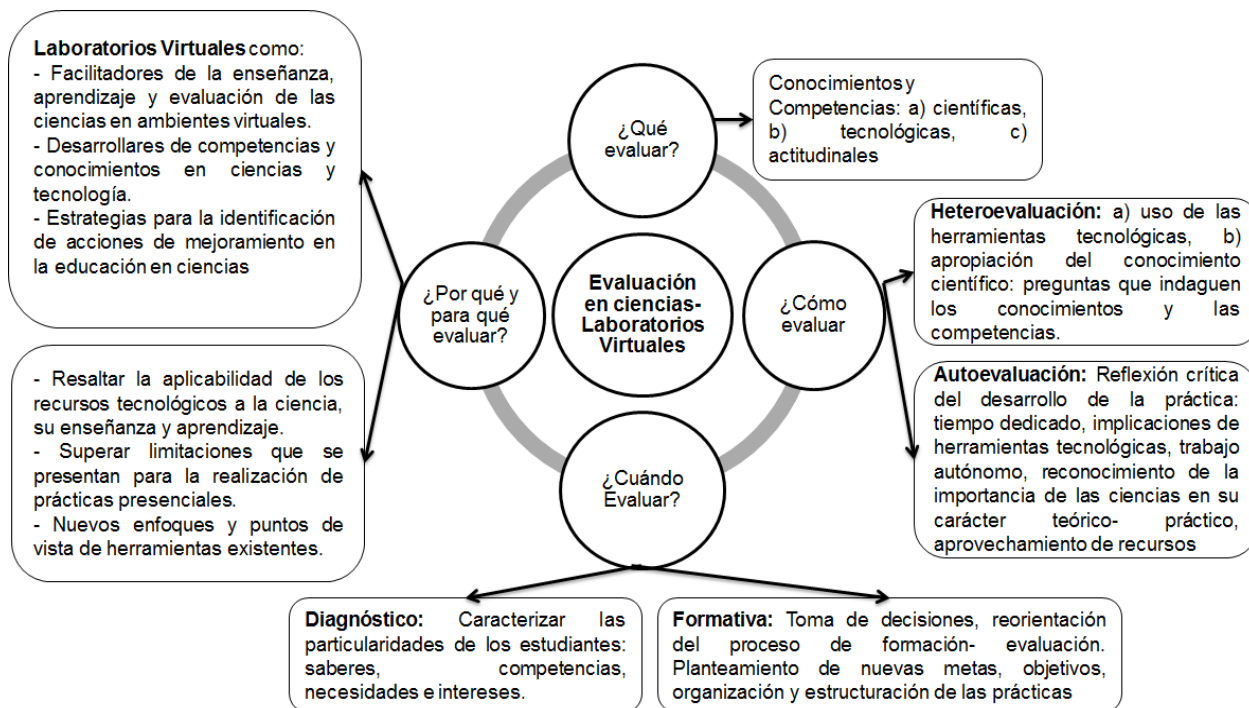 Laboratorios Virtuales como:
- Facilitadores de la enseñanza,
aprendizaje y evaluación de las
ciencias en ambientes virtuales.
- Desarrollares de competencias y
conocimientos en ciencias y
tecnología.
- Estrategias para la identificación
de acciones de mejoramiento en
la educación en ciencias
¿Qué
evaluar?
Conocimientos y
Competencias: a) científicas,
b) tecnológicas, c)
actitudinales
¿Por qué y
para qué
evaluar?
Evaluación
en ciencias-
Laboratorios
Virtuales
¿Cómo
evaluar
Heteroevaluación: a) uso de las
herramientas tecnológicas, b)
apropiación del conocimiento
científico: preguntas que indaguen
los conocimientos y las
competencias.
- Resaltar la aplicabilidad de los
recursos tecnológicos a la ciencia,
su enseñanza y aprendizaje.
- Superar limitaciones que se
presentan para la realización de
prácticas presenciales.
- Nuevos enfoques y puntos de
vista de herramientas existentes.
¿Cuándo
Evaluar?
Autoevaluación: Reflexión crítica
del desarrollo de la práctica:
tiempo dedicado, implicaciones de
herramientas tecnológicas, trabajo
autónomo, reconocimiento de la
importancia de las ciencias en su
carácter teórico- práctico,
aprovechamiento de recursos
Diagnóstico: Caracterizar las
particularidades de los estudiantes:
saberes, competencias,
necesidades e intereses.
Formativa: Toma de decisiones, reorientación
del proceso de formación- evaluación.
Planteamiento de nuevas metas, objetivos,
organización y estructuración de las prácticas